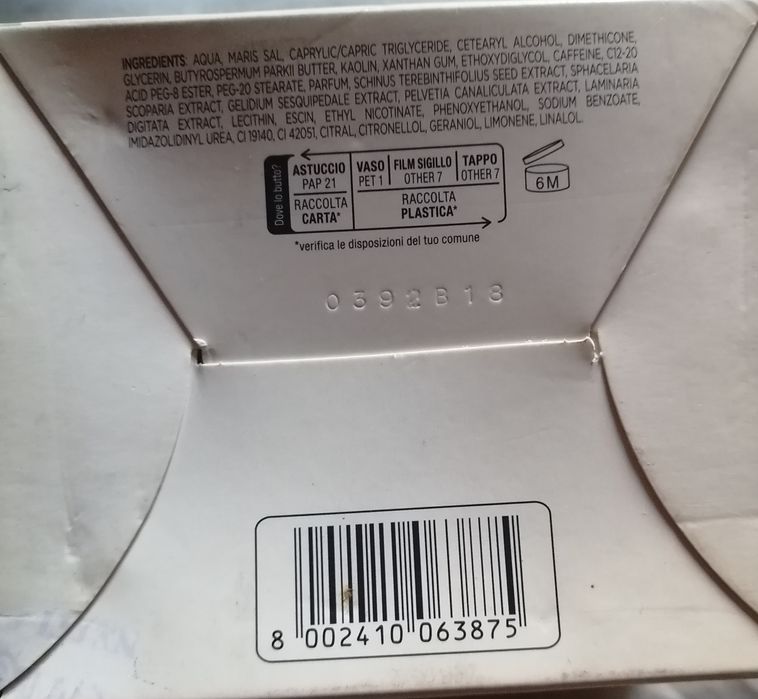 INGREDIENTS: AQUA, MARIS SAL, CAPRYLIC/CAPRIC TRIGLYCERIDE, CETEARYL ALCOHOL, DIMETHICONE,
GLYCERIN, BUTYROSPERMUM PARKII BUTTER, KAOLIN, XANTHAN GUM, ETHOXYDIGLYCOL, CAFFEINE, C12-20
ACID PEG-8 ESTER, PEG-20 STEARATE, PARFUM, SCHINUS TEREBINTHIFOLIUS SEED EXTRACT, SPHACELARIA
SCOPARIA EXTRACT, GELIDIUM SESQUIPEDALE EXTRACT, PELVETIA CANALICULATA EXTRACT, LAMINARIA
DIGITATA EXTRACT, LECITHIN, ESCIN, ETHYL NICOTINATE, PHENOXYETHANOL, SODIUM BENZOATE,
IMIDAZOLIDINYL UREA, CI 19140, CI 42051, CITRAL, CITRONELLOL, GERANIOL, LIMONENE, LINALOL.
Dove lo butto?
ASTUCCIO VASO FILM SIGILLO TAPPO
PAP 21 PET 1 OTHER 7 OTHER 7
RACCOLTA RACCOLTA
CARTA* PLASTICA*
6M
*verifica le disposizioni del tuo comune
0392B18
8 002410 063875